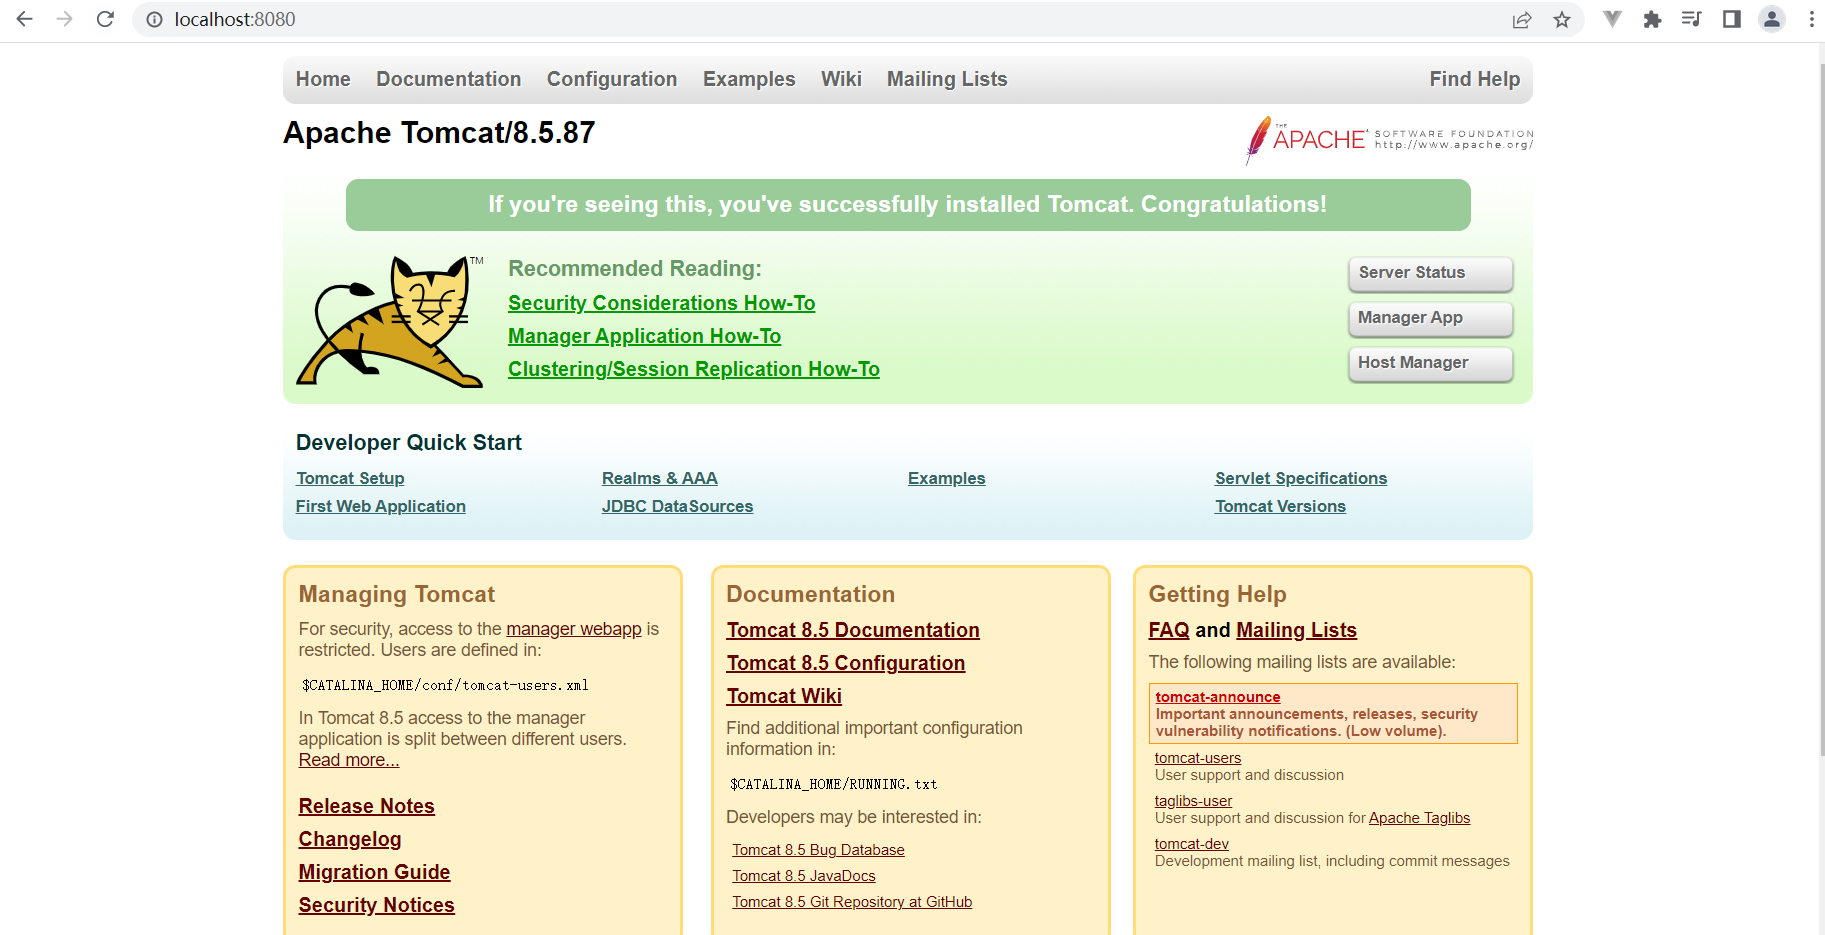 localhost:8080
Home Documentation Configuration Examples Wiki Mailing Lists Find Help
Apache Tomcat/8.5.87
THE APACHE SOFTWARE FOUNDATION
http://www.apache.org/
If you're seeing this, you've successfully installed Tomcat. Congratulations!
TM
Recommended Reading:
Security Considerations How-To
Manager Application How-To
Clustering/Session Replication How-To
Server Status
Manager App
Host Manager
Developer Quick Start
Tomcat Setup
First Web Application
Realms & AAA
JDBC DataSources
Examples
Servlet Specifications
Tomcat Versions
Managing Tomcat
For security, access to the manager webapp is
restricted. Users are defined in:
$CATALINA_HOME/conf/tomcat-users.xml
In Tomcat 8.5 access to the manager
application is split between different users.
Read more...
Release Notes
Changelog
Migration Guide
Security Notices
Documentation
Tomcat 8.5 Documentation
Tomcat 8.5 Configuration
Tomcat Wiki
Find additional important configuration
information in:
$CATALINA_HOME/RUNNING.txt
Developers may be interested in:
Tomcat 8.5 Bug Database
Tomcat 8.5 JavaDocs
Tomcat 8.5 Git Repository at GitHub
Getting Help
FAQ and Mailing Lists
The following mailing lists are available:
tomcat-announce
Important announcements, releases, security
vulnerability notifications. (Low volume).
tomcat-users
User support and discussion
taglibs-user
User support and discussion for Apache Taglibs
tomcat-dev
Development mailing list, including commit messages